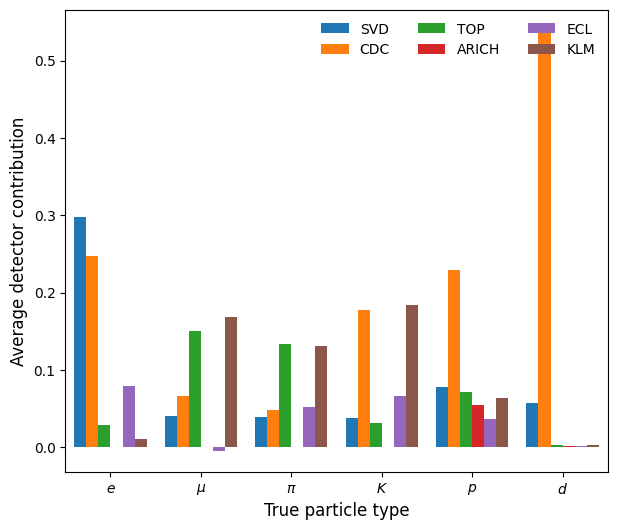 SVD TOP ECL
CDC ARICH KLM
0.5
0.4
0.3
0.2
0.1
0.0
Average detector contribution
e μ π K p d
True particle type